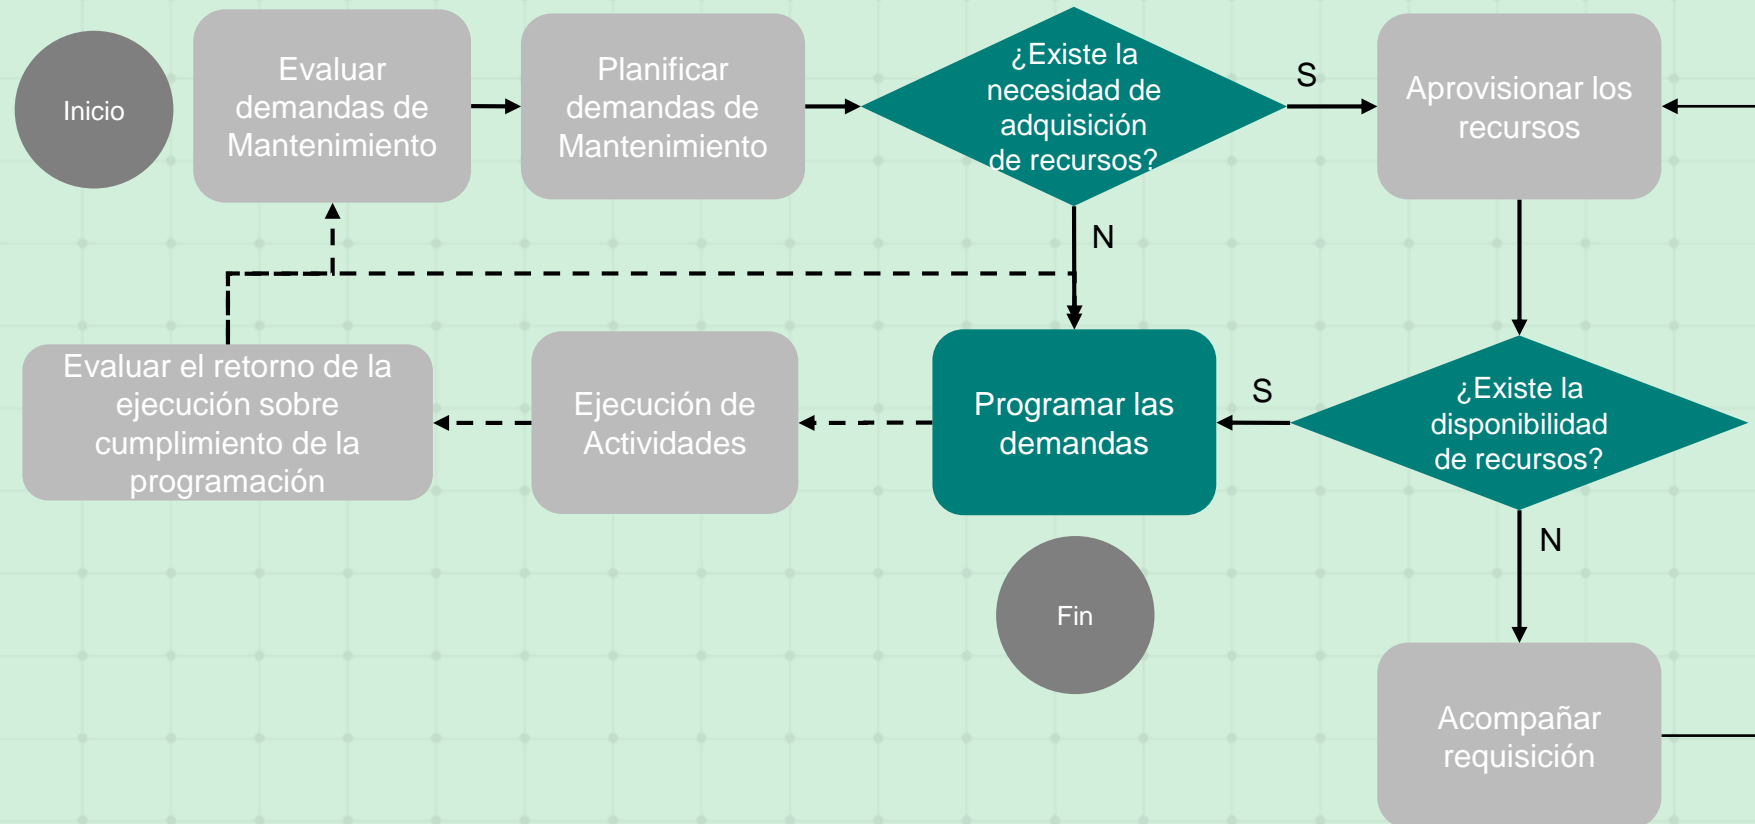 Inicio
Evaluar
demandas de
Mantenimiento
Planificar
demandas de
Mantenimiento
¿Existe la
necesidad de
adquisición
de recursos?
S
Aprovisionar los
recursos
N
Evaluar el retorno de la
ejecución sobre
cumplimiento de la
programación
Ejecución de
Actividades
Programar las
demandas
S
¿Existe la
disponibilidad
de recursos?
N
Fin
Acompañar
requisición